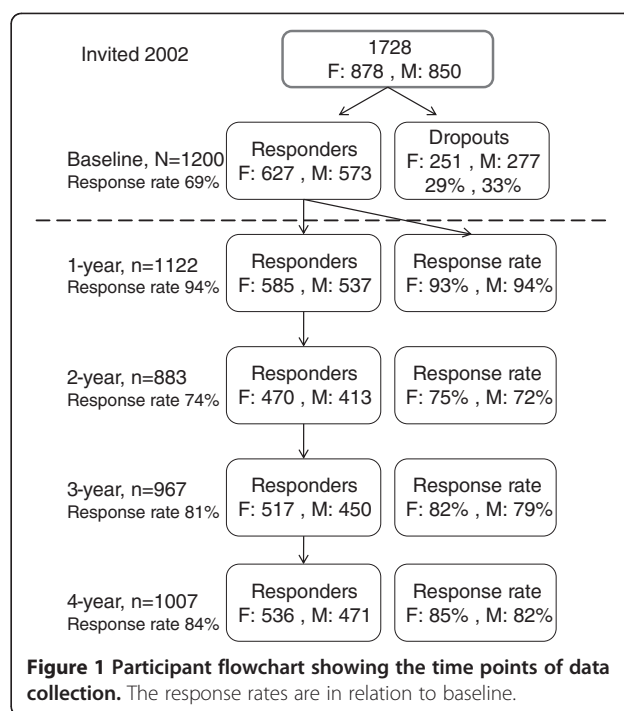 Invited 2002
1728
F: 878 , M: 850
Baseline, N=1200
Response rate 69%
Responders
F: 627 , M: 573
Dropouts
F: 251 , M: 277
29% , 33%
1-year, n=1122
Response rate 94%
Responders
F: 585 , M: 537
Response rate
F: 93% , M: 94%
2-year, n=883
Response rate 74%
Responders
F: 470 , M: 413
Response rate
F: 75% , M: 72%
3-year, n=967
Response rate 81%
Responders
F: 517 , M: 450
Response rate
F: 82% , M: 79%
4-year, n=1007
Response rate 84%
Responders
F: 536 , M: 471
Response rate
F: 85% , M: 82%
Figure 1 Participant flowchart showing the time points of data
collection. The response rates are in relation to baseline.